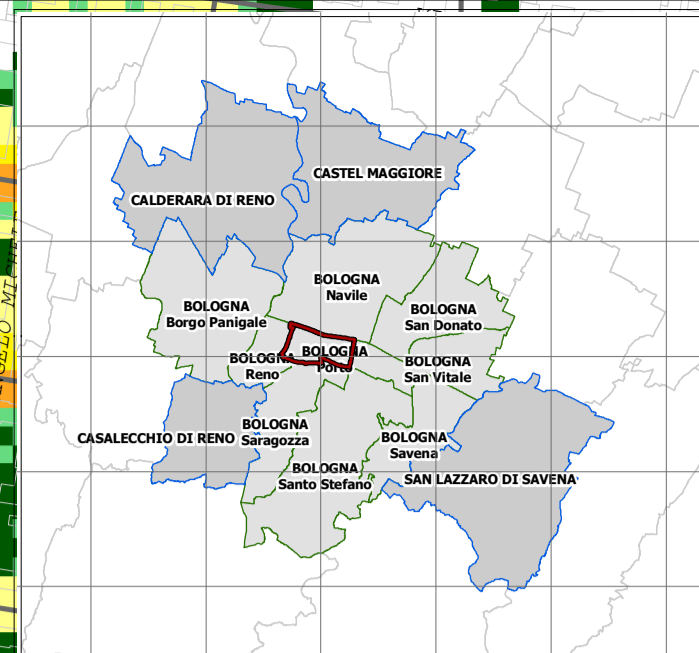 CASTEL MAGGIORE
CALDERARA DI RENO
BOLOGNA
Navile
BOLOGNA
Borgo Panigale
BOLOGNA
San Donato
BOLOGNA
Porto
BOLOGNA
Reno
BOLOGNA
San Vitale
BOLOGNA
Saragozza
CASALECCHIO DI RENO
BOLOGNA
Savena
BOLOGNA
Santo Stefano
SAN LAZZARO DI SAVENA